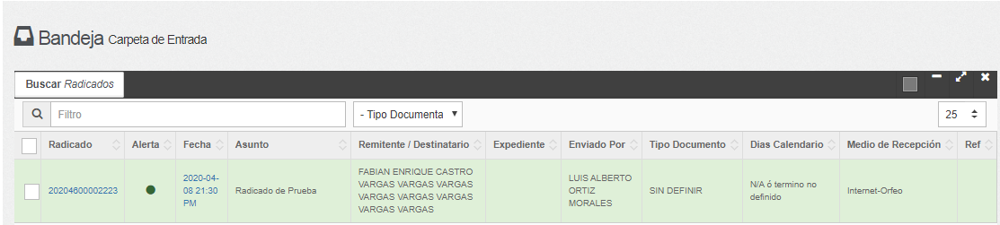 Bandeja Carpeta de Entrada
Buscar Radicados
Filtro
- Tipo Documenta
25
Radicado Alerta Fecha Asunto Remitente / Destinatario Expediente Enviado Por Tipo Documento Dias Calendario Medio de Recepción Ref
20204600002223
2020-04-
08 21:30
PM
Radicado de Prueba
FABIAN ENRIQUE CASTRO
VARGAS VARGAS VARGAS
VARGAS VARGAS VARGAS
VARGAS VARGAS
LUIS ALBERTO
ORTIZ
MORALES
SIN DEFINIR
N/A ó termino no
definido
Internet-Orfeo